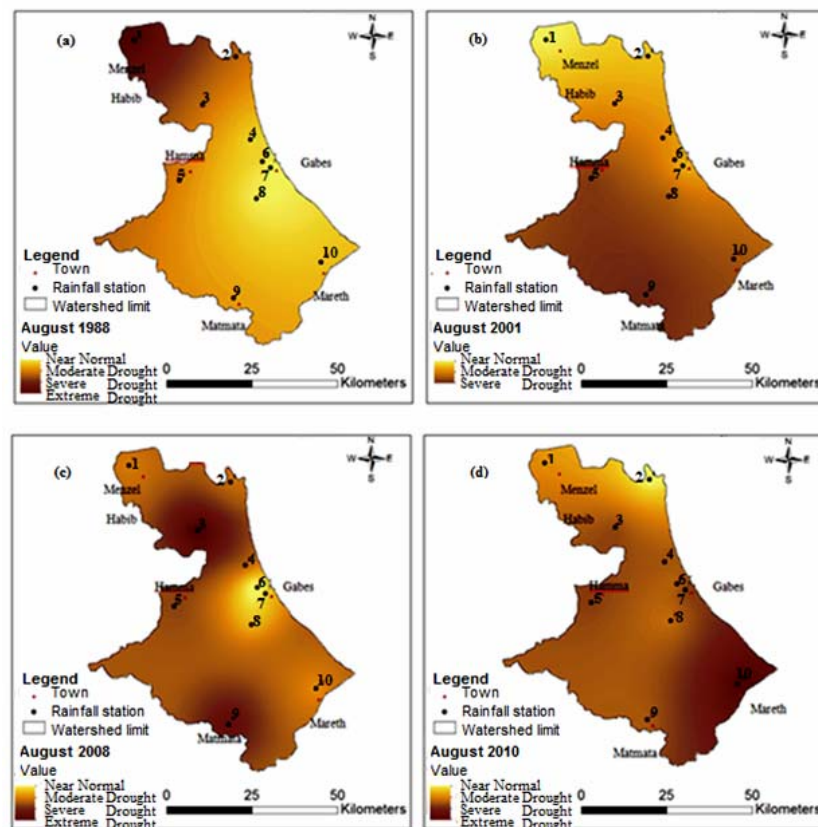 (a)
N
W E
S
1
2
Menzel
Habib
3
4
Hamma
6
Gabes
5
7
8
Legend
Town
Rainfall station
Watershed limit
10
9
Mareth
Matmata
August 1988
Value
Near Normal
Moderate Drought
Severe Drought
Extreme Drought
0 25 50
Kilometers
(b)
N
W E
S
1
2
Menzel
Habib
3
4
Hamma
6
Gabes
5
7
8
Legend
Town
Rainfall station
Watershed limit
10
9
Mareth
Matmata
August 2001
Value
Near Normal
Moderate Drought
Severe Drought
0 25 50
Kilometers
(c)
N
W E
S
1
2
Menzel
Habib
3
4
Hamma
6
Gabes
5
7
8
Legend
Town
Rainfall station
Watershed limit
10
9
Mareth
Matmata
August 2008
Value
Near Normal
Moderate Drought
Severe Drought
Extreme Drought
0 25 50
Kilometers
(d)
N
W E
S
1
2
Menzel
Habib
3
4
Hamma
6
Gabes
5
7
8
Legend
Town
Rainfall station
Watershed limit
10
9
Mareth
Matmata
August 2010
Value
Near Normal
Moderate Drought
Severe Drought
Extreme Drought
0 25 50
Kilometers